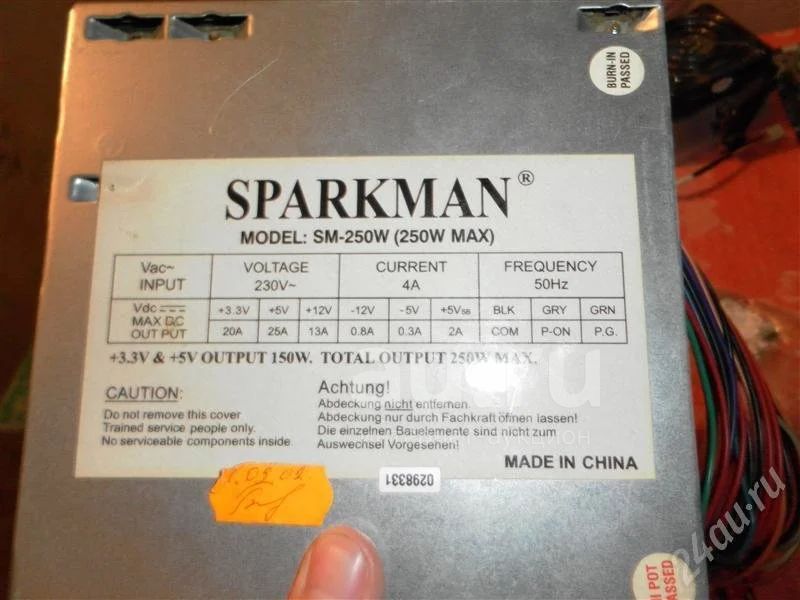 BURN-IN
PASSED
SPARKMAN®
MODEL: SM-250W (250W MAX)
Vac~ INPUT VOLTAGE 230V~ CURRENT 4A FREQUENCY 50Hz
Vdc MAX DC OUTPUT +3.3V +5V +12V -12V -5V +5VSB BLK GRY GRN
20A 25A 13A 0.8A 0.3A 2A COM P-ON P.G.
+3.3V & +5V OUTPUT 150W. TOTAL OUTPUT 250W MAX.
CAUTION:
Do not remove this cover
Trained service people only.
No serviceable components inside.
Achtung!
Abdeckung nicht entfernen.
Abdeckung nur durch Fachkraft öfnen lassen!
Die einzelnen Bauelemente sind nicht zum
Auswechsel Vorgesehen!
0298331
MADE IN CHINA
POT
PASSED
24au.ru